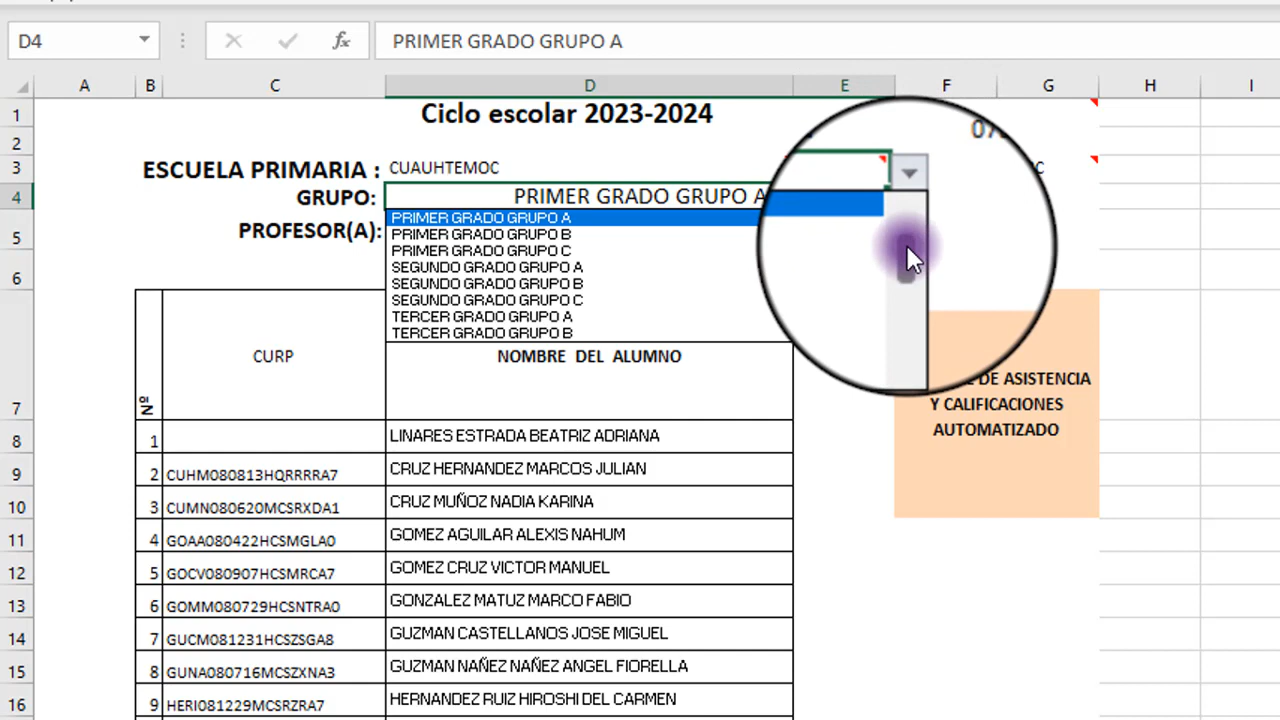 D4
fx
PRIMER GRADO GRUPO A
A B C D E F G H I
1 Ciclo escolar 2023-2024
2 07
3 ESCUELA PRIMARIA : CUAUHTEMOC C
4 GRUPO: PRIMER GRADO GRUPO A
PRIMER GRADO GRUPO A
5 PROFESOR(A): PRIMER GRADO GRUPO B
PRIMER GRADO GRUPO C
6 SEGUNDO GRADO GRUPO A
SEGUNDO GRADO GRUPO B
SEGUNDO GRADO GRUPO C
TERCER GRADO GRUPO A
TERCER GRADO GRUPO B
7 Nº CURP NOMBRE DEL ALUMNO
DE ASISTENCIA
Y CALIFICACIONES
AUTOMATIZADO
8 1 LINARES ESTRADA BEATRIZ ADRIANA
9 2 CUHM080813HQRRRRA7 CRUZ HERNANDEZ MARCOS JULIAN
10 3 CUMN080620MCSRXDA1 CRUZ MUÑOZ NADIA KARINA
11 4 GOAA080422HCSMGLA0 GOMEZ AGUILAR ALEXIS NAHUM
12 5 GOCV080907HCSMRCA7 GOMEZ CRUZ VICTOR MANUEL
13 6 GOMM080729HCSNTRA0 GONZALEZ MATUZ MARCO FABIO
14 7 GUCM081231HCSZSGA8 GUZMAN CASTELLANOS JOSE MIGUEL
15 8 GUNA080716MCSZXNA3 GUZMAN NAÑEZ NAÑEZ ANGEL FIORELLA
16 9 HERI081229MCSRZRA7 HERNANDEZ RUIZ HIROSHI DEL CARMEN